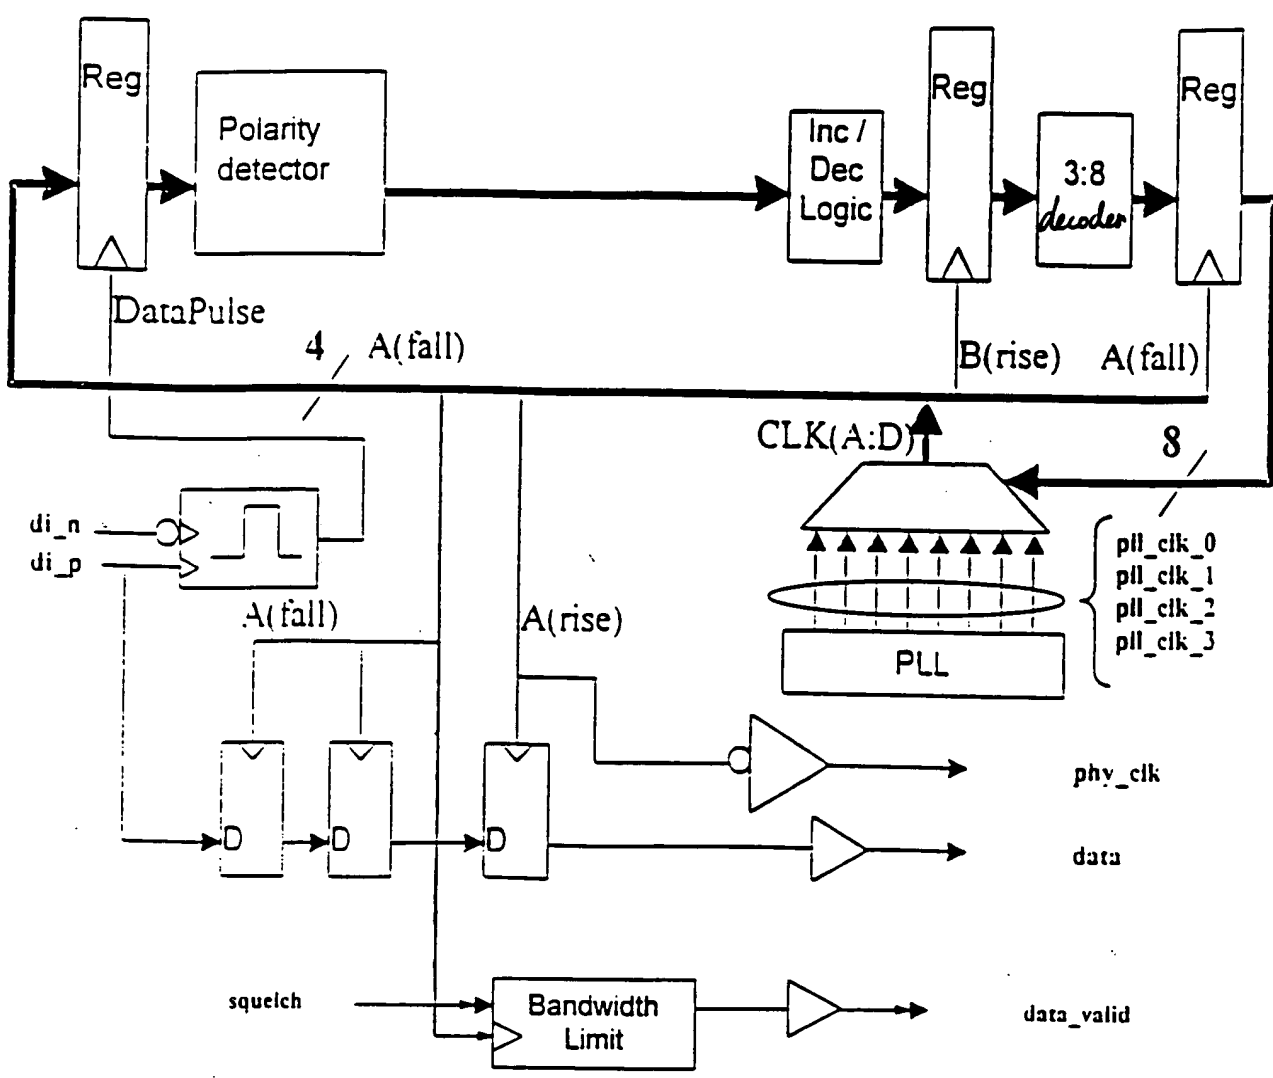 Reg
Polarity
detector
Inc /
Dec
Logic
Reg
3:8
decoder
Reg
DataPulse
4
A(fall)
B(rise)
A(fall)
CLK(A:D)
8
di_n
di_p
pll_clk_0
pll_clk_1
pll_clk_2
pll_clk_3
A(fall)
A(rise)
PLL
phy_clk
D
D
D
data
squelch
Bandwidth
Limit
data_valid